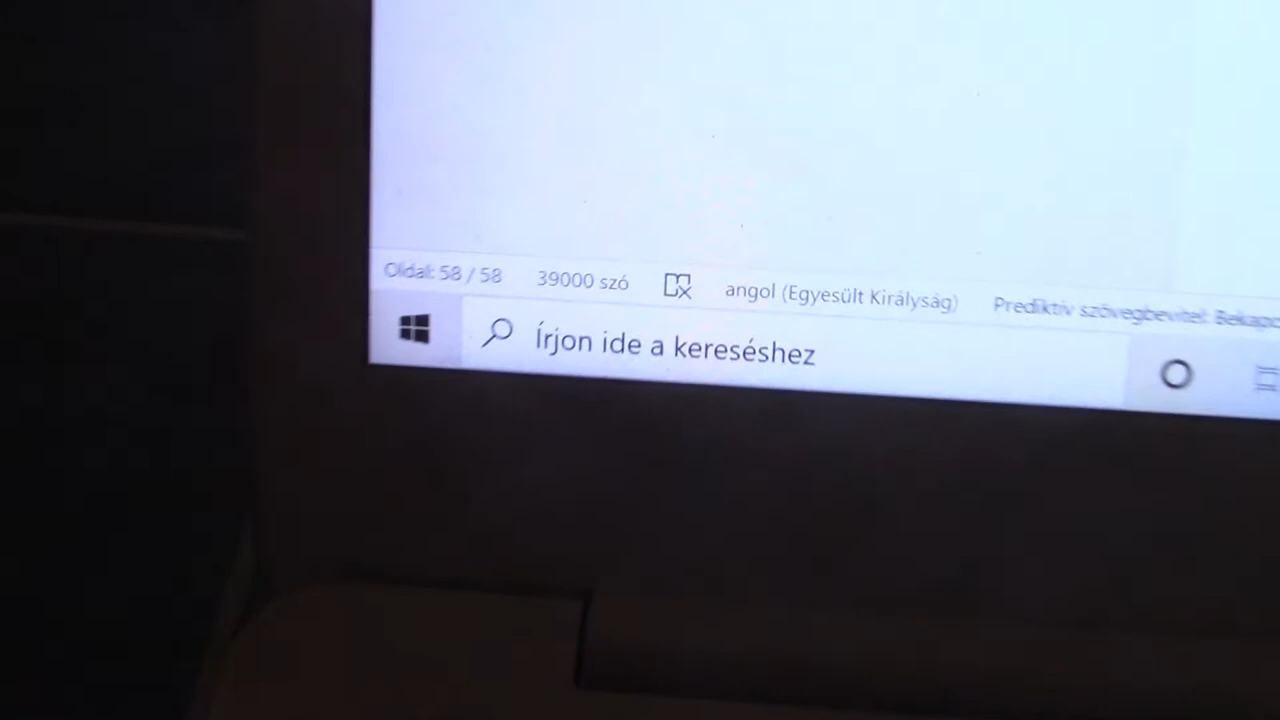 Oldal: 58 / 58 39000 szó angol (Egyesült Királyság) Prediktív szövegbevitel:
Írjon ide a kereséshez